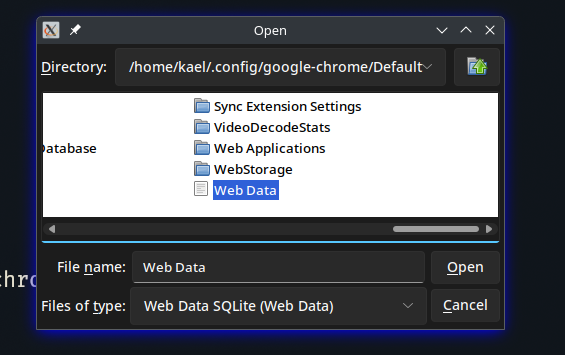 Open
Directory: /home/kael/.config/google-chrome/Default
Sync Extension Settings
VideoDecodeStats
Database Web Applications
WebStorage
Web Data
chro
File name: Web Data Open
Files of type: Web Data SQLite (Web Data) Cancel